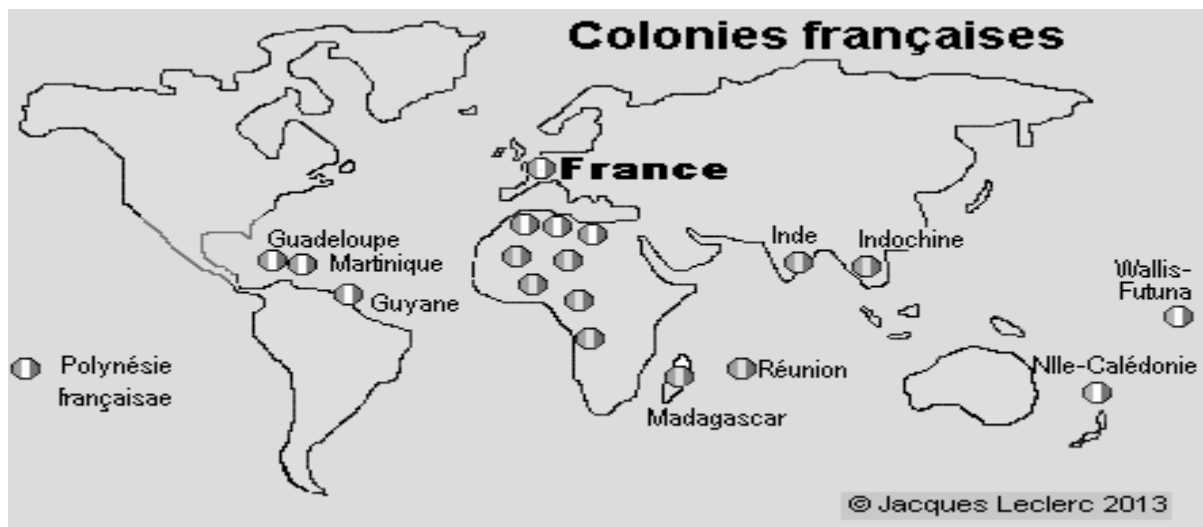 Colonies françaises
France
Guadeloupe
Martinique
Guyane
Inde
Indochine
Wallis-
Futuna
Polynésie
françaisae
Réunion
Nlle-Calédonie
Madagascar
© Jacques Leclerc 2013